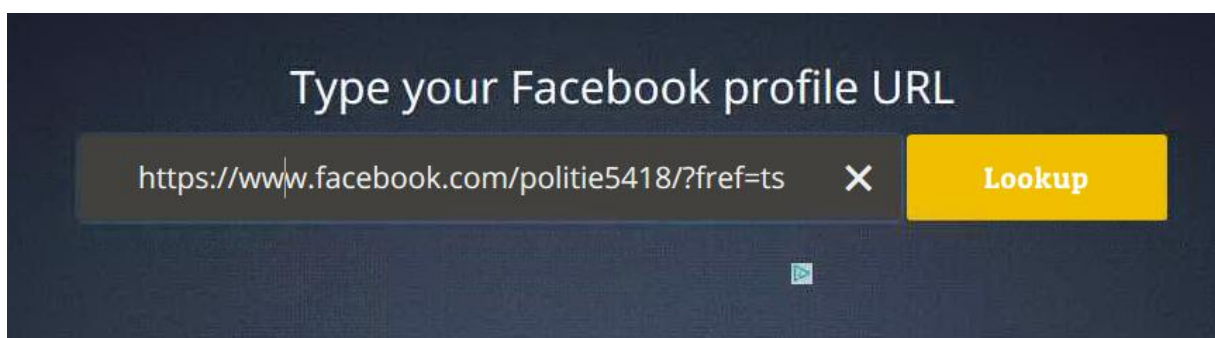 Type your Facebook profile URL
https://www.facebook.com/politie5418/?fref=ts ✕ Lookup